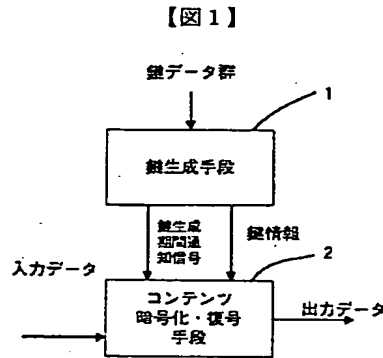 【図1】
鍵データ群
1
鍵生成手段
鍵生成
期間通
知信号
鍵情報
2
入力データ
コンテンツ
暗号化・復号
手段
出力データ